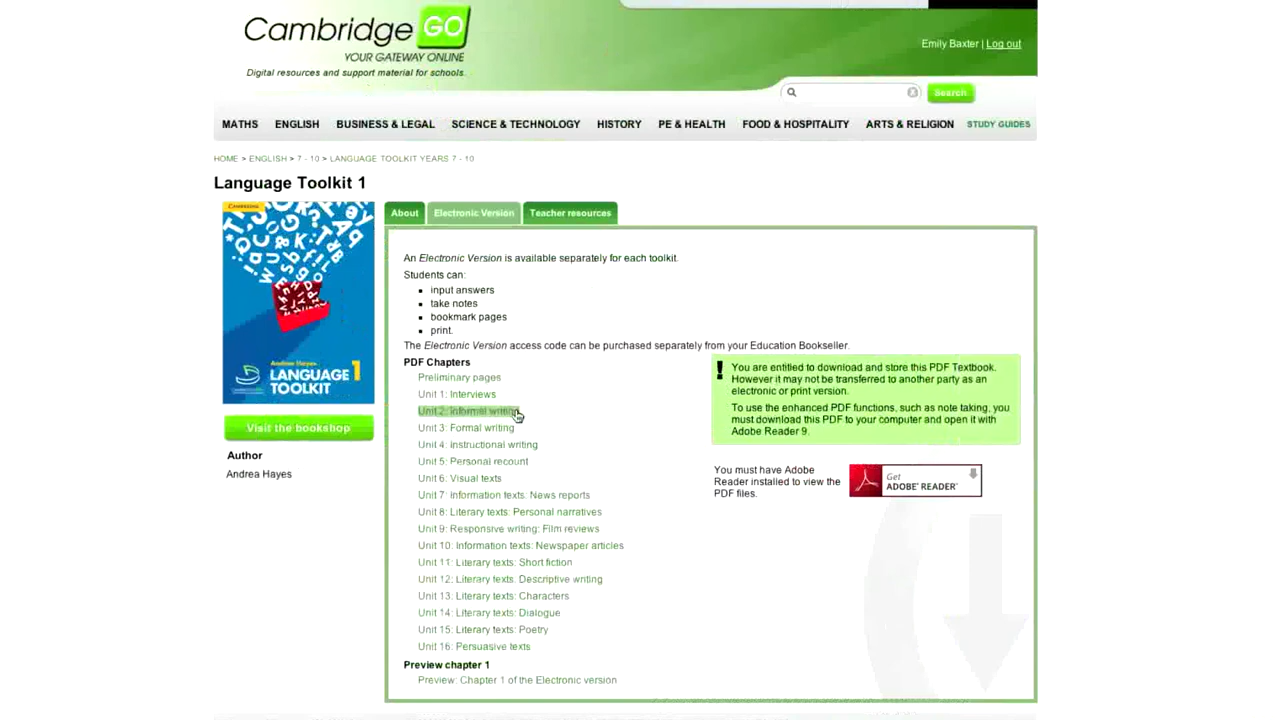 Cambridge GO
YOUR GATEWAY ONLINE
Digital resources and support material for schools.
Emily Baxter | Log out
Search
MATHS ENGLISH BUSINESS & LEGAL SCIENCE & TECHNOLOGY HISTORY PE & HEALTH FOOD & HOSPITALITY ARTS & RELIGION STUDY GUIDES
HOME > ENGLISH > 7 - 10 > LANGUAGE TOOLKIT YEARS 7 - 10
Language Toolkit 1
CAMBRIDGE
Andrea Hayes
LANGUAGE 1
TOOLKIT
Visit the bookshop
Author
Andrea Hayes
About Electronic Version Teacher resources
An Electronic Version is available separately for each toolkit.
Students can:
input answers
take notes
bookmark pages
print.
The Electronic Version access code can be purchased separately from your Education Bookseller.
PDF Chapters
Preliminary pages
Unit 1: Interviews
Unit 2: Informal writing
Unit 3: Formal writing
Unit 4: Instructional writing
Unit 5: Personal recount
Unit 6: Visual texts
Unit 7: Information texts: News reports
Unit 8: Literary texts: Personal narratives
Unit 9: Responsive writing: Film reviews
Unit 10: Information texts: Newspaper articles
Unit 11: Literary texts: Short fiction
Unit 12: Literary texts: Descriptive writing
Unit 13: Literary texts: Characters
Unit 14: Literary texts: Dialogue
Unit 15: Literary texts: Poetry
Unit 16: Persuasive texts
Preview chapter 1
Preview: Chapter 1 of the Electronic version
! You are entitled to download and store this PDF Textbook.
However it may not be transferred to another party as an
electronic or print version.
To use the enhanced PDF functions, such as note taking, you
must download this PDF to your computer and open it with
Adobe Reader 9.
You must have Adobe
Reader installed to view the
PDF files.
Get
ADOBE® READER®